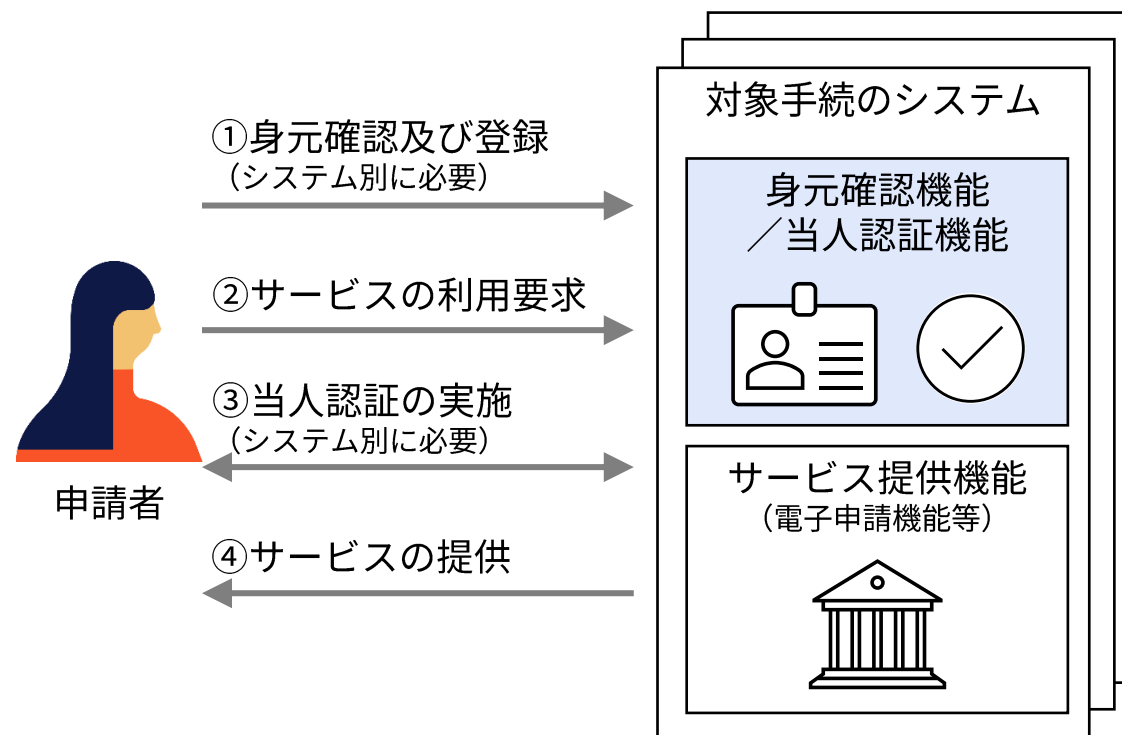 対象手続のシステム
①身元確認及び登録
（システム別に必要）
身元確認機能
／当人認証機能
②サービスの利用要求
③当人認証の実施
（システム別に必要）
申請者
サービス提供機能
（電子申請機能等）
④サービスの提供